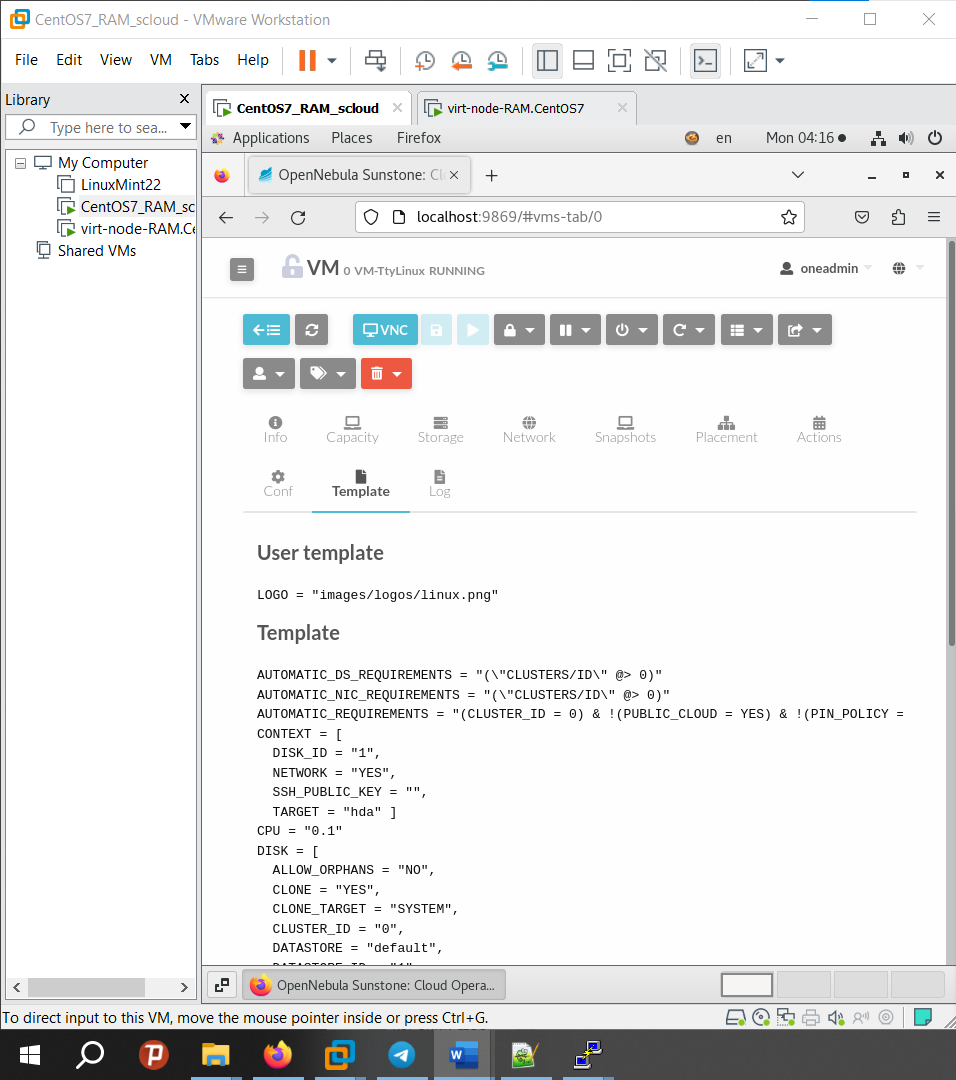 CentOS7_RAM_scloud - VMware Workstation
File Edit View VM Tabs Help
Library
Type here to sea...
My Computer
LinuxMint22
CentOS7_RAM_sc
virt-node-RAM.Ce
Shared VMs
CentOS7_RAM_scloud
virt-node-RAM.CentOS7
Applications Places Firefox en Mon 04:16
OpenNebula Sunstone: Clo
localhost:9869/#vms-tab/0
VM 0 VM-TtyLinux RUNNING
oneadmin
VNC
Info Capacity Storage Network Snapshots Placement Actions
Conf Template Log
User template
LOGO = "images/logos/linux.png"
Template
AUTOMATIC_DS_REQUIREMENTS = "(\"CLUSTERS/ID\" @> 0)"
AUTOMATIC_NIC_REQUIREMENTS = "(\"CLUSTERS/ID\" @> 0)"
AUTOMATIC_REQUIREMENTS = "(CLUSTER_ID = 0) & !(PUBLIC_CLOUD = YES) & !(PIN_POLICY =
CONTEXT = [
DISK_ID = "1",
NETWORK = "YES",
SSH_PUBLIC_KEY = "",
TARGET = "hda" ]
CPU = "0.1"
DISK = [
ALLOW_ORPHANS = "NO",
CLONE = "YES",
CLONE_TARGET = "SYSTEM",
CLUSTER_ID = "0",
DATASTORE = "default",
OpenNebula Sunstone: Cloud Opera...
To direct input to this VM, move the mouse pointer inside or press Ctrl+G.